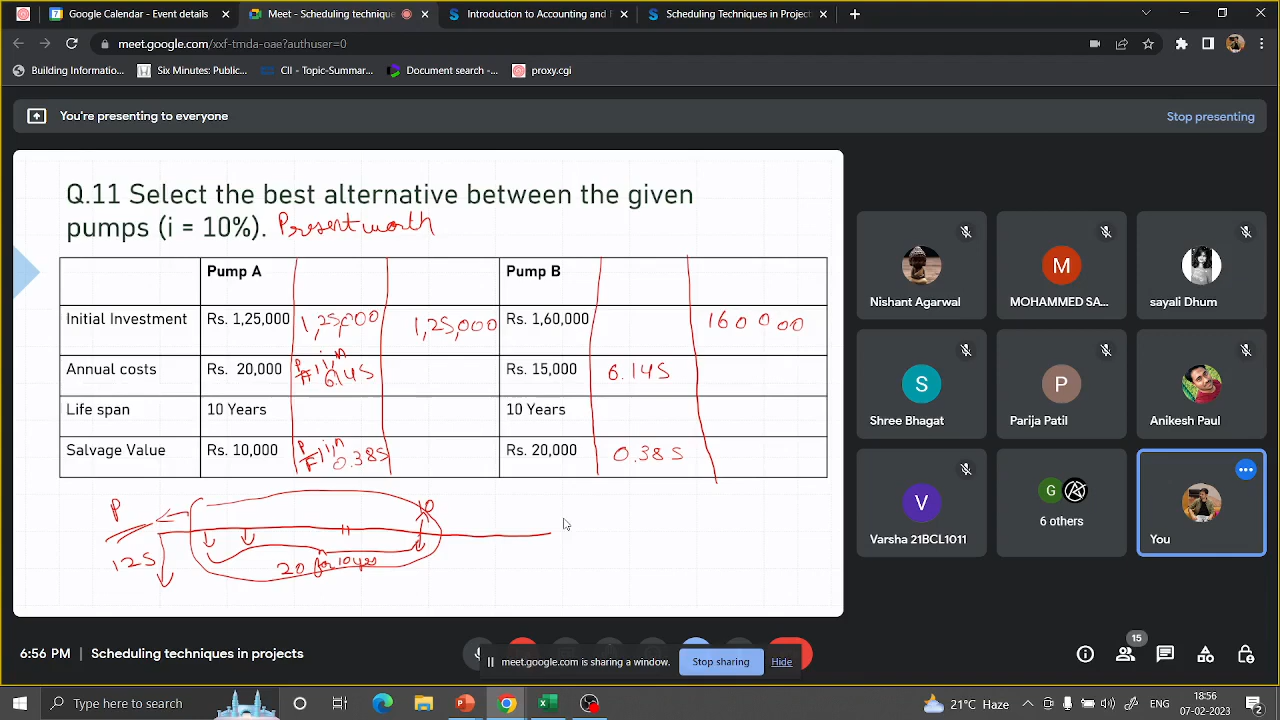 Google Calendar - Event details
Meet - Scheduling technique
Introduction to Accounting and F
Scheduling Techniques in Project
meet.google.com/xxf-tmda-oae?authuser=0
Building Informatio...
Six Minutes: Public...
CII - Topic-Summar...
Document search -...
proxy.cgi
You're presenting to everyone
Stop presenting
Q.11 Select the best alternative between the given
pumps (i = 10%). Present worth
Pump A Pump B
Initial Investment Rs. 1,25,000 1,25,000 1,25,000 Rs. 1,60,000 160000
Annual costs Rs. 20,000 P/A, i, n 6.145 Rs. 15,000 6.145
Life span 10 Years 10 Years
Salvage Value Rs. 10,000 P/F, i, n 0.385 Rs. 20,000 0.385
P 10
125 20 for 10 yrs
Nishant Agarwal
M
MOHAMMED SA...
sayali Dhum
S
Shree Bhagat
P
Parija Patil
Anikesh Paul
V
Varsha 21BCL1011
G
6 others
You
6:56 PM | Scheduling techniques in projects
meet.google.com is sharing a window.
Stop sharing
Hide
15
Type here to search
21°C Haze
ENG
18:56
07-02-2023
2